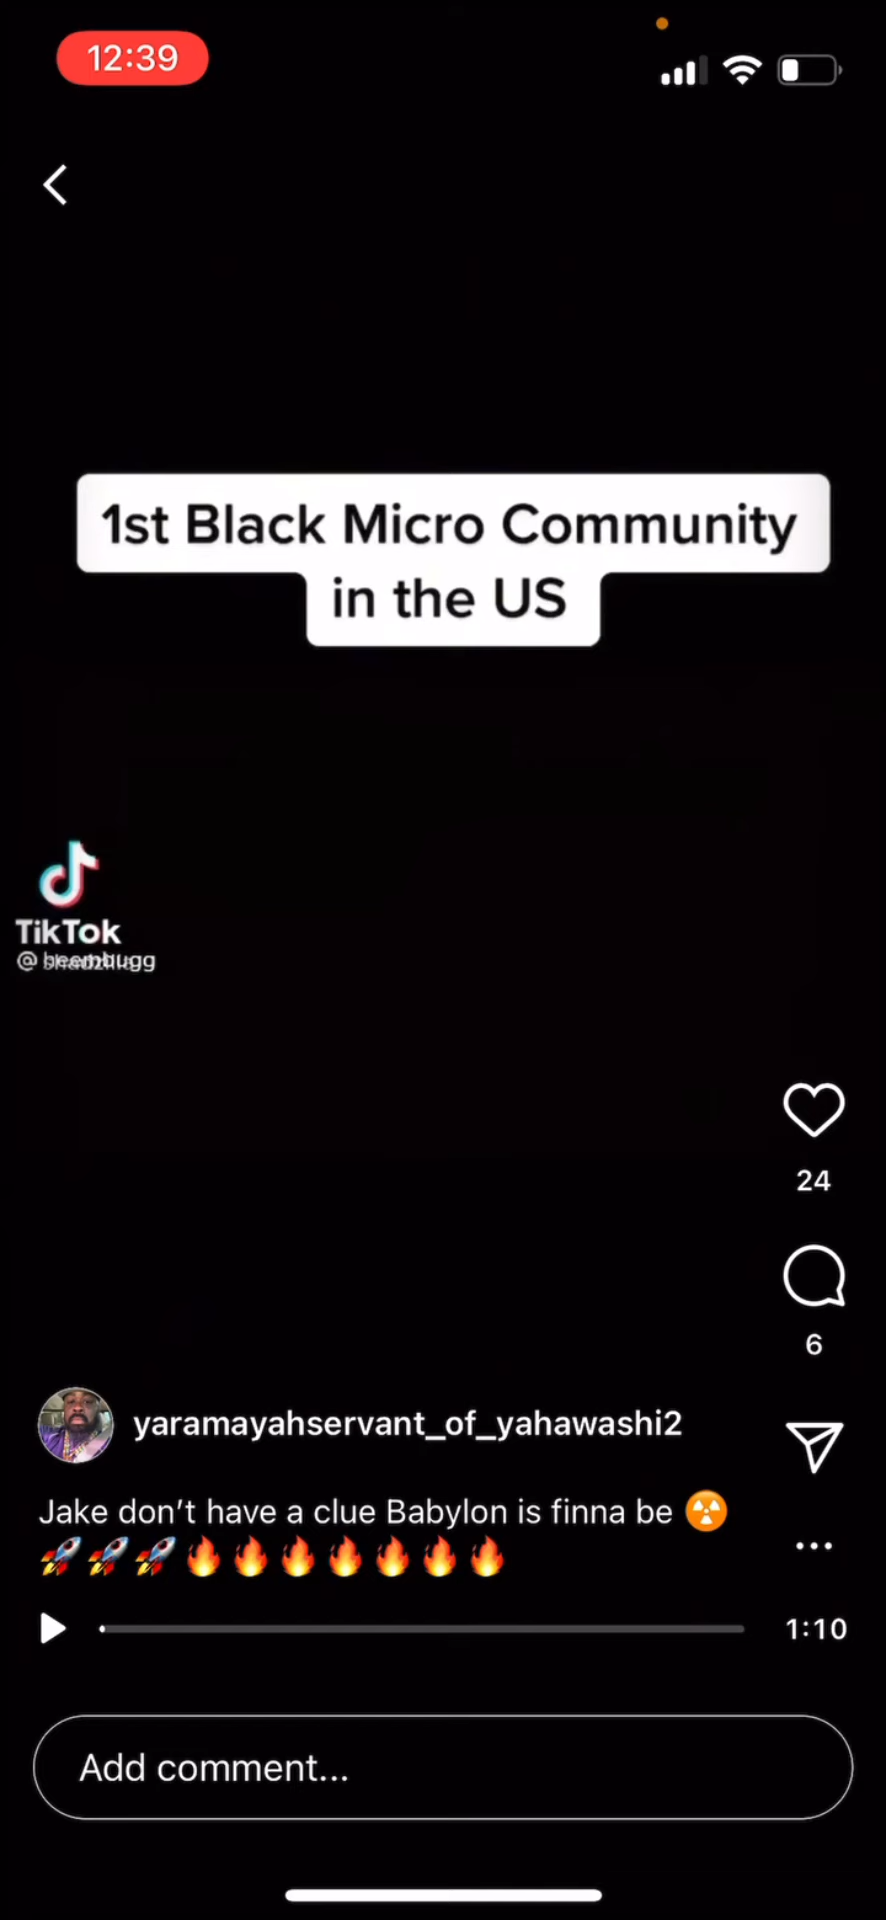 12:39
1st Black Micro Community
in the US
TikTok
@
24
6
yaramayahservant_of_yahawashi2
Jake don't have a clue Babylon is finna be ☢️
🚀🚀🚀🔥🔥🔥🔥🔥🔥🔥
1:10
Add comment...